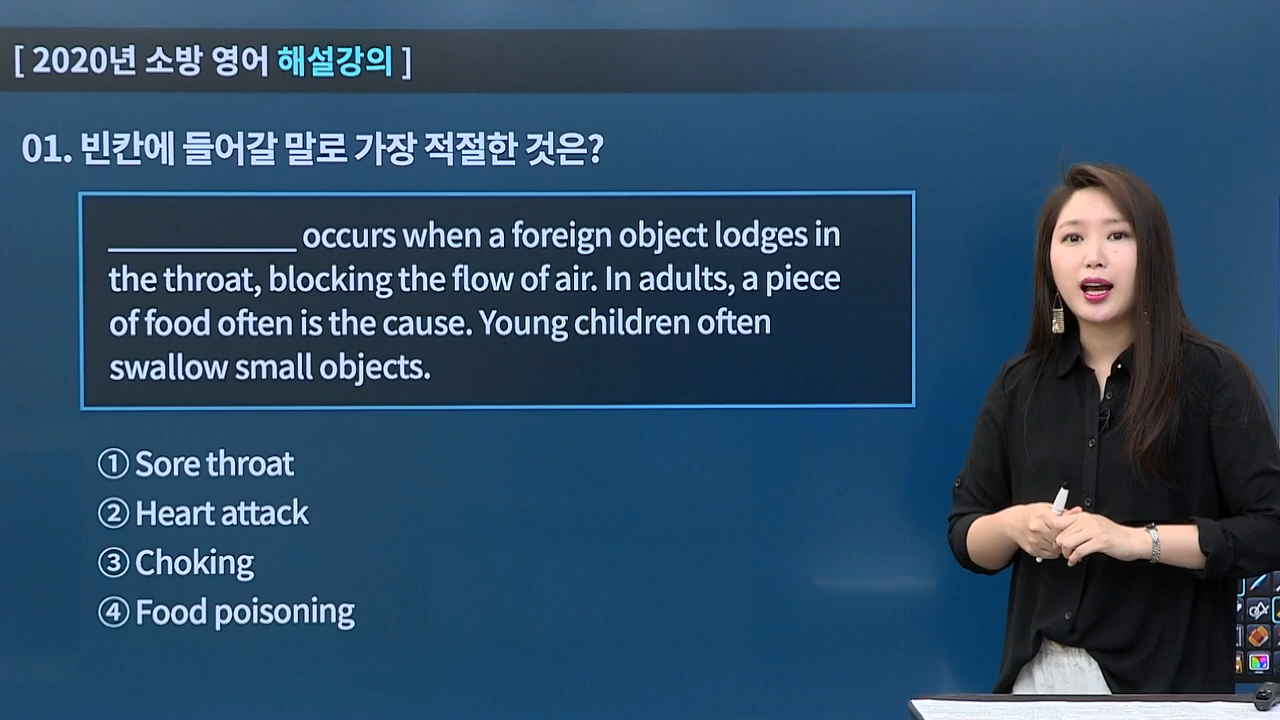 [ 2020년 소방 영어 해설강의 ]
01. 빈칸에 들어갈 말로 가장 적절한 것은?
____________ occurs when a foreign object lodges in
the throat, blocking the flow of air. In adults, a piece
of food often is the cause. Young children often
swallow small objects.
① Sore throat
② Heart attack
③ Choking
④ Food poisoning